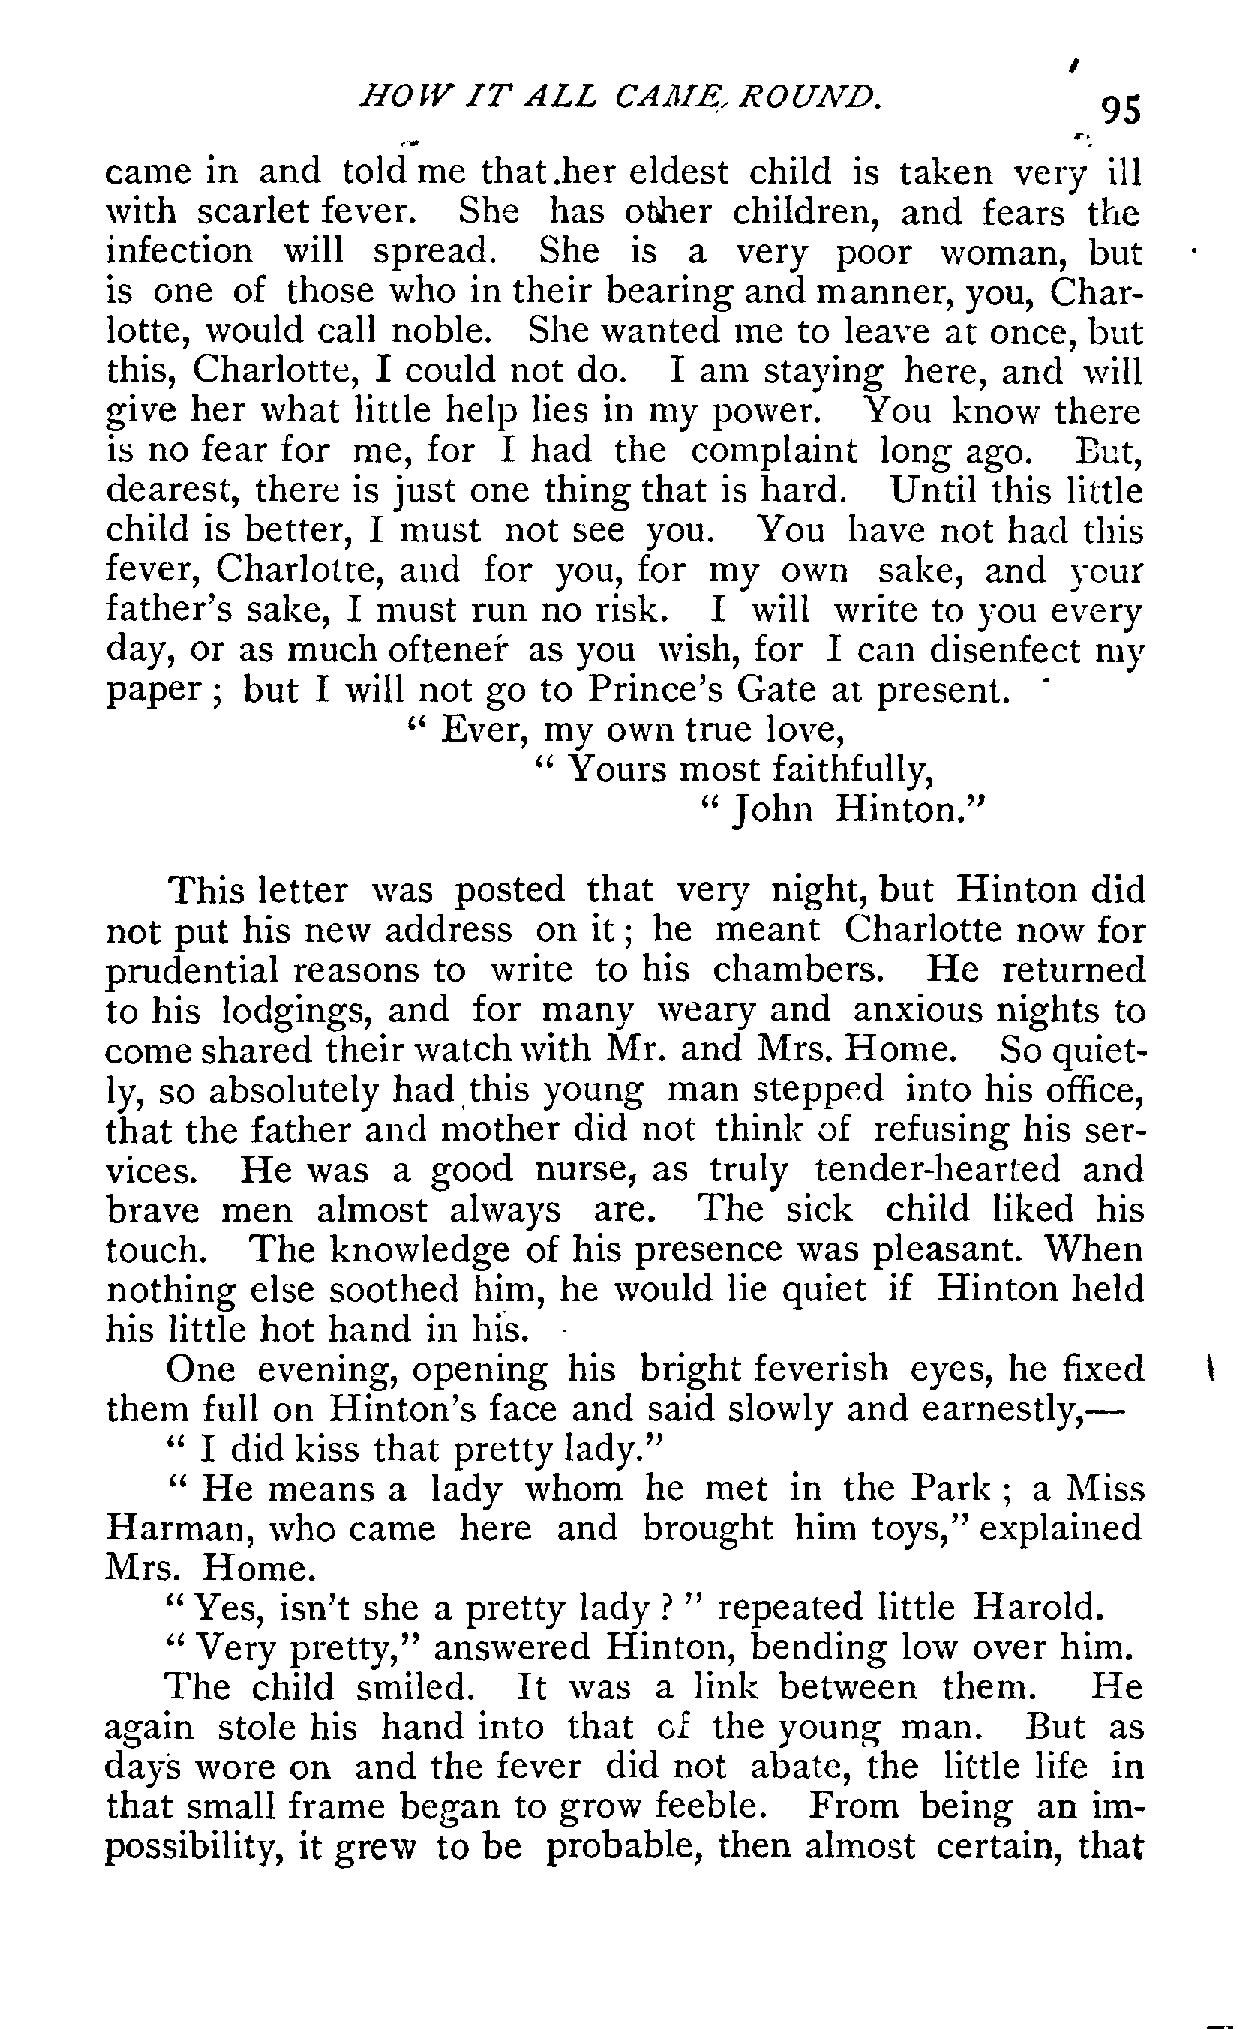 HOW IT ALL CAME ROUND.
95
came in and told me that her eldest child is taken very ill
with scarlet fever. She has other children, and fears the
infection will spread. She is a very poor woman, but
is one of those who in their bearing and manner, you, Char-
lotte, would call noble. She wanted me to leave at once, but
this, Charlotte, I could not do. I am staying here, and will
give her what little help lies in my power. You know there
is no fear for me, for I had the complaint long ago. But,
dearest, there is just one thing that is hard. Until this little
child is better, I must not see you. You have not had this
fever, Charlotte, and for you, for my own sake, and your
father's sake, I must run no risk. I will write to you every
day, or as much oftener as you wish, for I can disenfect my
paper ; but I will not go to Prince's Gate at present.
“ Ever, my own true love,
“ Yours most faithfully,
“ John Hinton.”
This letter was posted that very night, but Hinton did
not put his new address on it ; he meant Charlotte now for
prudential reasons to write to his chambers. He returned
to his lodgings, and for many weary and anxious nights to
come shared their watch with Mr. and Mrs. Home. So quiet-
ly, so absolutely had this young man stepped into his office,
that the father and mother did not think of refusing his ser-
vices. He was a good nurse, as truly tender-hearted and
brave men almost always are. The sick child liked his
touch. The knowledge of his presence was pleasant. When
nothing else soothed him, he would lie quiet if Hinton held
his little hot hand in his.
One evening, opening his bright feverish eyes, he fixed
them full on Hinton's face and said slowly and earnestly,—
“ I did kiss that pretty lady.”
“ He means a lady whom he met in the Park ; a Miss
Harman, who came here and brought him toys,” explained
Mrs. Home.
“ Yes, isn't she a pretty lady ? ” repeated little Harold.
“ Very pretty,” answered Hinton, bending low over him.
The child smiled. It was a link between them. He
again stole his hand into that of the young man. But as
days wore on and the fever did not abate, the little life in
that small frame began to grow feeble. From being an im-
possibility, it grew to be probable, then almost certain, that